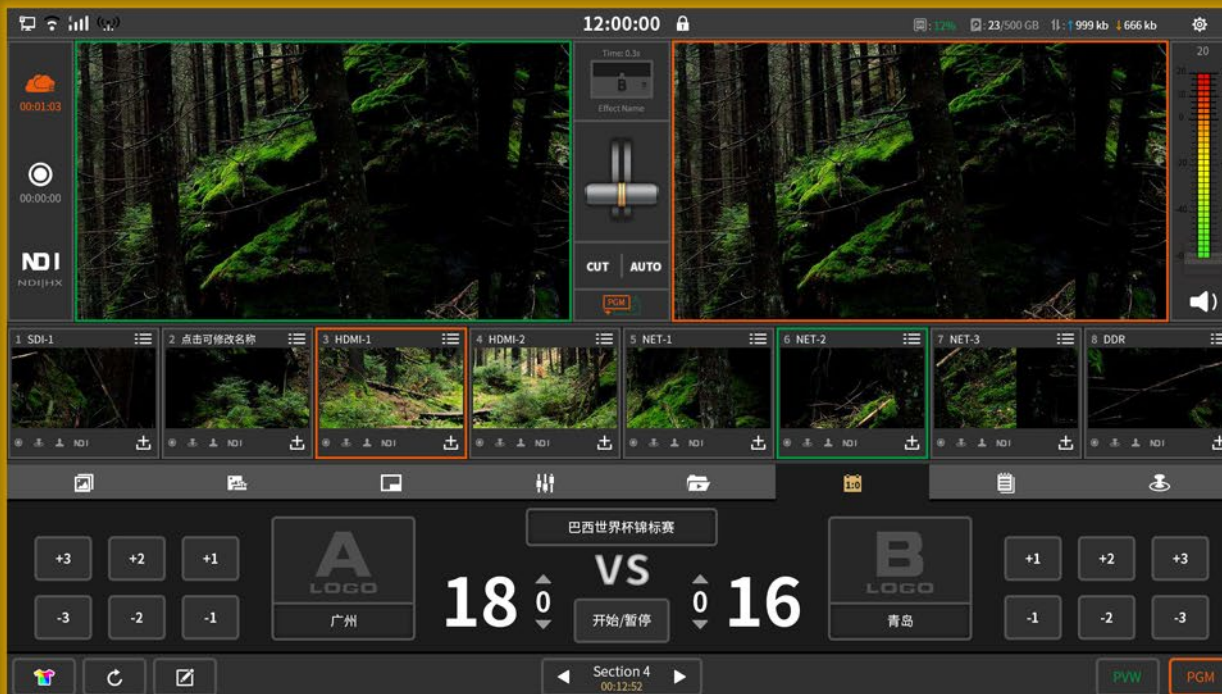 12:00:00
: 12%
: 23/500 GB
: 999 kb
666 kb
00:01:03
00:00:00
NDI
NDI|HX
Time: 0.3s
B
Effect Name
CUT
AUTO
PGM
20
1 SDI-1
2 点击可修改名称
3 HDMI-1
4 HDMI-2
5 NET-1
6 NET-2
7 NET-3
8 DDR
NDI
NDI
NDI
NDI
NDI
NDI
NDI
NDI
1:0
巴西世界杯锦标赛
+3
+2
+1
-3
-2
-1
A
LOGO
广州
18
0
VS
开始/暂停
0
16
B
LOGO
青岛
+1
+2
+3
-1
-2
-3
Section 4
00:12:52
PVW
PGM